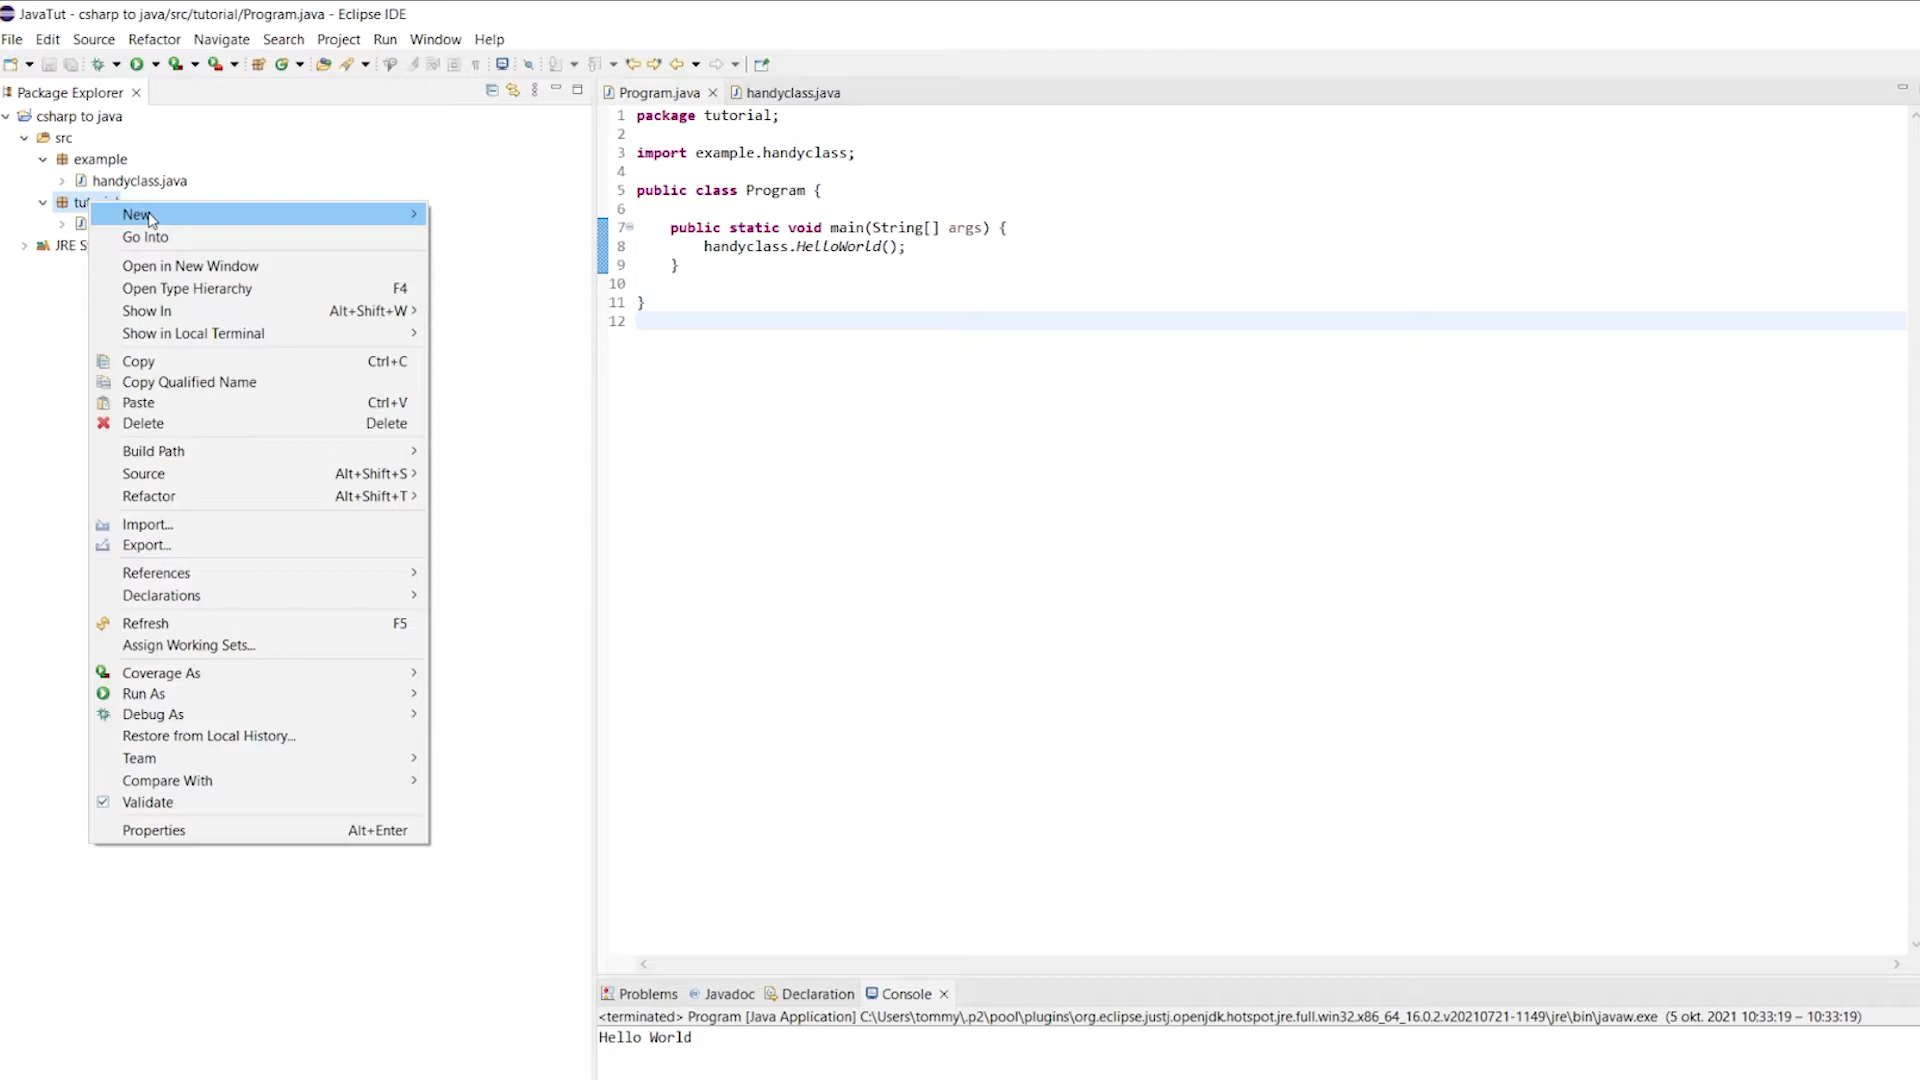 JavaTut - csharp to java/src/tutorial/Program.java - Eclipse IDE
File Edit Source Refactor Navigate Search Project Run Window Help
Package Explorer
csharp to java
src
example
handyclass.java
JRE S
New
Go Into
Open in New Window
Open Type Hierarchy F4
Show In Alt+Shift+W
Show in Local Terminal
Copy Ctrl+C
Copy Qualified Name
Paste Ctrl+V
Delete Delete
Build Path
Source Alt+Shift+S
Refactor Alt+Shift+T
Import...
Export...
References
Declarations
Refresh F5
Assign Working Sets...
Coverage As
Run As
Debug As
Restore from Local History...
Team
Compare With
Validate
Properties Alt+Enter
Program.java handyclass.java
1 package tutorial;
2
3 import example.handyclass;
4
5 public class Program {
6
7 public static void main(String[] args) {
8 handyclass.HelloWorld();
9 }
10
11 }
12
Problems Javadoc Declaration Console
<terminated> Program [Java Application] C:\Users\tommy\.p2\pool\plugins\org.eclipse.justj.openjdk.hotspot.jre.full.win32.x86_64_16.0.2.v20210721-1149\jre\bin\javaw.exe (5 okt. 2021 10:33:19 – 10:33:19)
Hello World